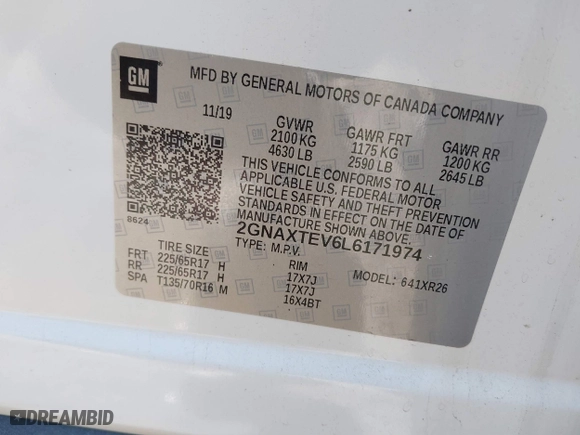 GM
MFD BY GENERAL MOTORS OF CANADA COMPANY
11/19 GVWR GAWR FRT GAWR RR
2100 KG 1175 KG 1200 KG
4630 LB 2590 LB 2645 LB
THIS VEHICLE CONFORMS TO ALL
APPLICABLE U.S. FEDERAL MOTOR
VEHICLE SAFETY AND THEFT PREVENTION
STANDARDS IN EFFECT ON THE DATE OF
MANUFACTURE SHOWN ABOVE.
8624
2GNAXTEV6L6171974
TYPE: M.P.V. MODEL: 641XR26
TIRE SIZE RIM
FRT 225/65R17 H 17X7J
RR 225/65R17 H 17X7J
SPA T135/70R16 M 16X4BT
DREAMBID